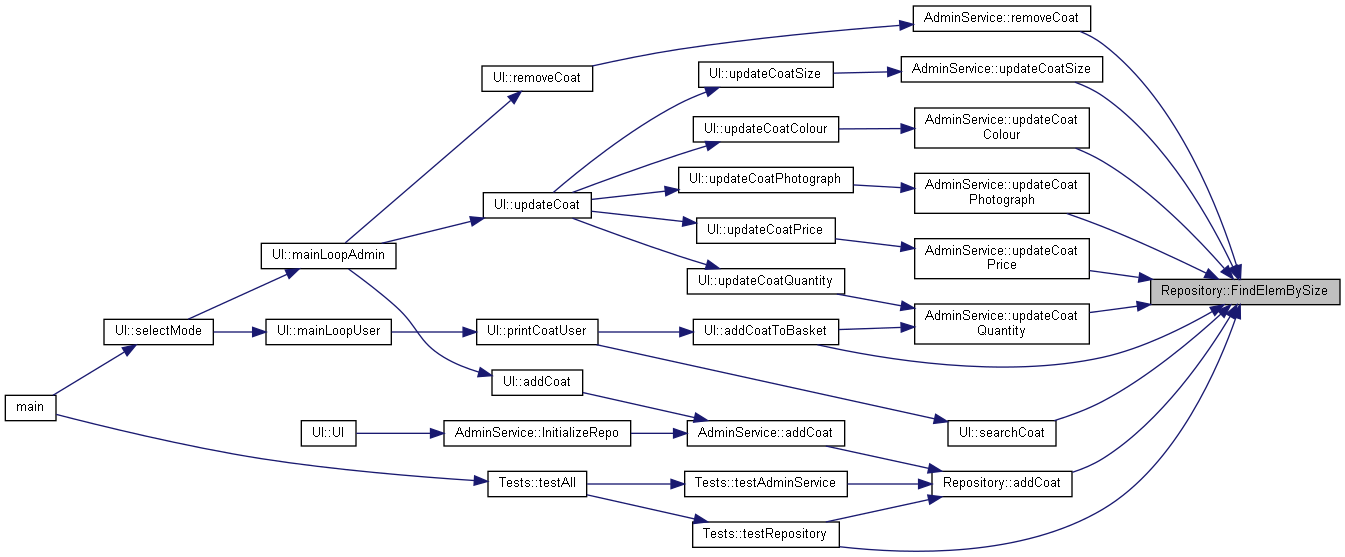 AdminService::removeCoat
UI::removeCoat
UI::updateCoatSize
AdminService::updateCoatSize
UI::updateCoatColour
AdminService::updateCoat
Colour
UI::updateCoatPhotograph
AdminService::updateCoat
Photograph
UI::updateCoat
UI::updateCoatPrice
AdminService::updateCoat
Price
UI::mainLoopAdmin
UI::updateCoatQuantity
Repository::FindElemBySize
AdminService::updateCoat
Quantity
UI::selectMode
UI::mainLoopUser
UI::printCoatUser
UI::addCoatToBasket
UI::addCoat
main
UI::UI
AdminService::InitializeRepo
AdminService::addCoat
UI::searchCoat
Tests::testAll
Tests::testAdminService
Repository::addCoat
Tests::testRepository